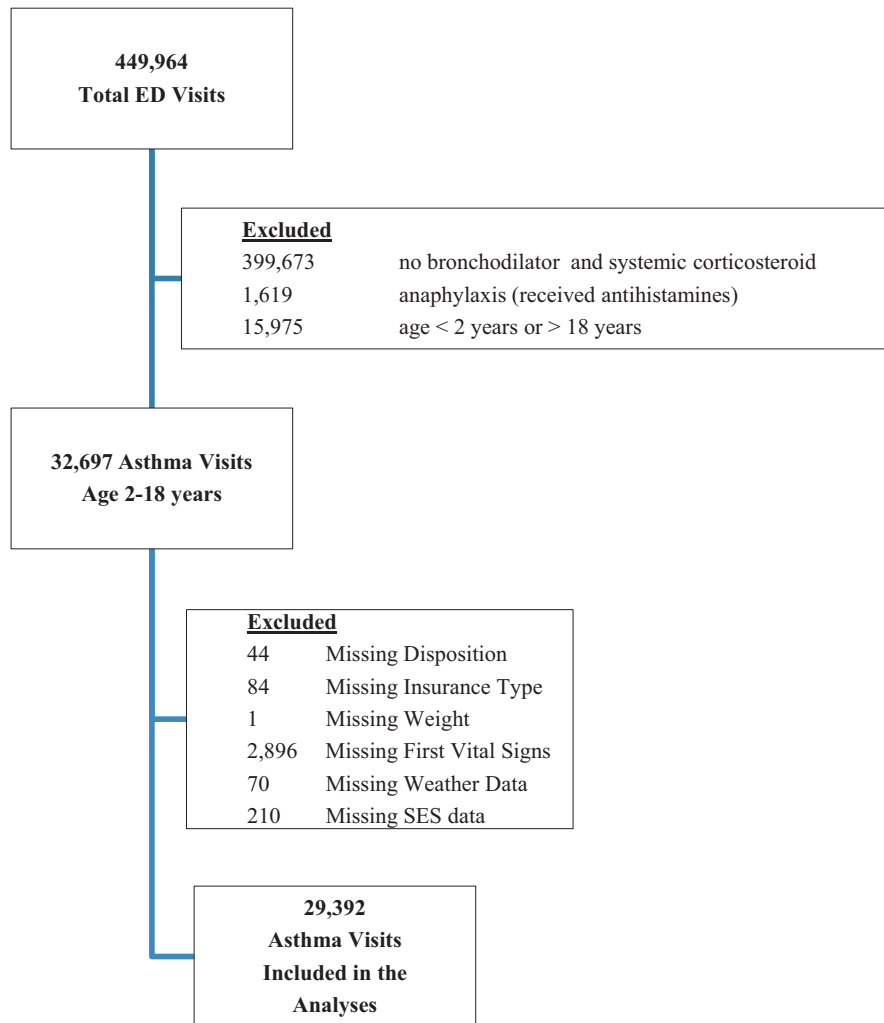 449,964
Total ED Visits
Excluded
399,673 no bronchodilator and systemic corticosteroid
1,619 anaphylaxis (received antihistamines)
15,975 age < 2 years or > 18 years
32,697 Asthma Visits
Age 2-18 years
Excluded
44 Missing Disposition
84 Missing Insurance Type
1 Missing Weight
2,896 Missing First Vital Signs
70 Missing Weather Data
210 Missing SES data
29,392
Asthma Visits
Included in the
Analyses